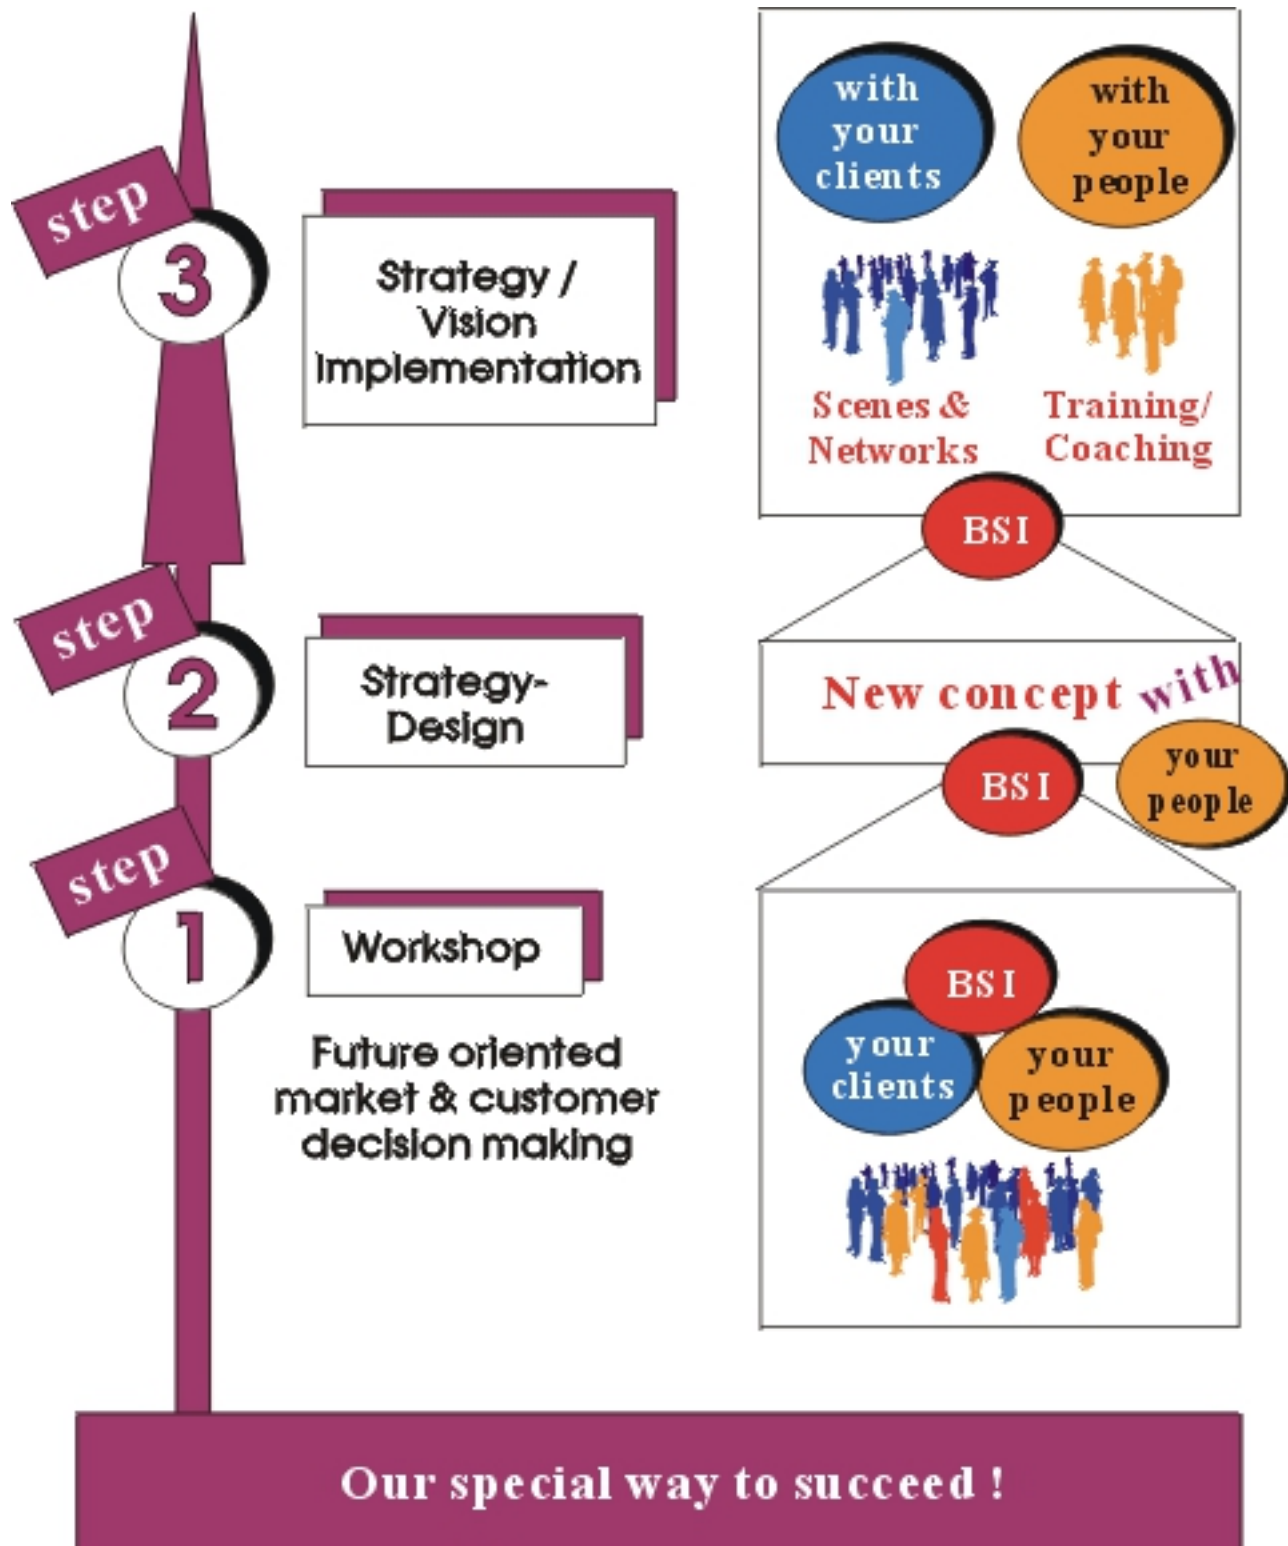 step
3
Strategy /
Vision
Implementation
with
your
clients
with
your
people
Scenes &
Networks
Training/
Coaching
BSI
step
2
Strategy-
Design
New concept with
BSI
your
people
step
1
Workshop
Future oriented
market & customer
decision making
BSI
your
clients
your
people
Our special way to succeed !